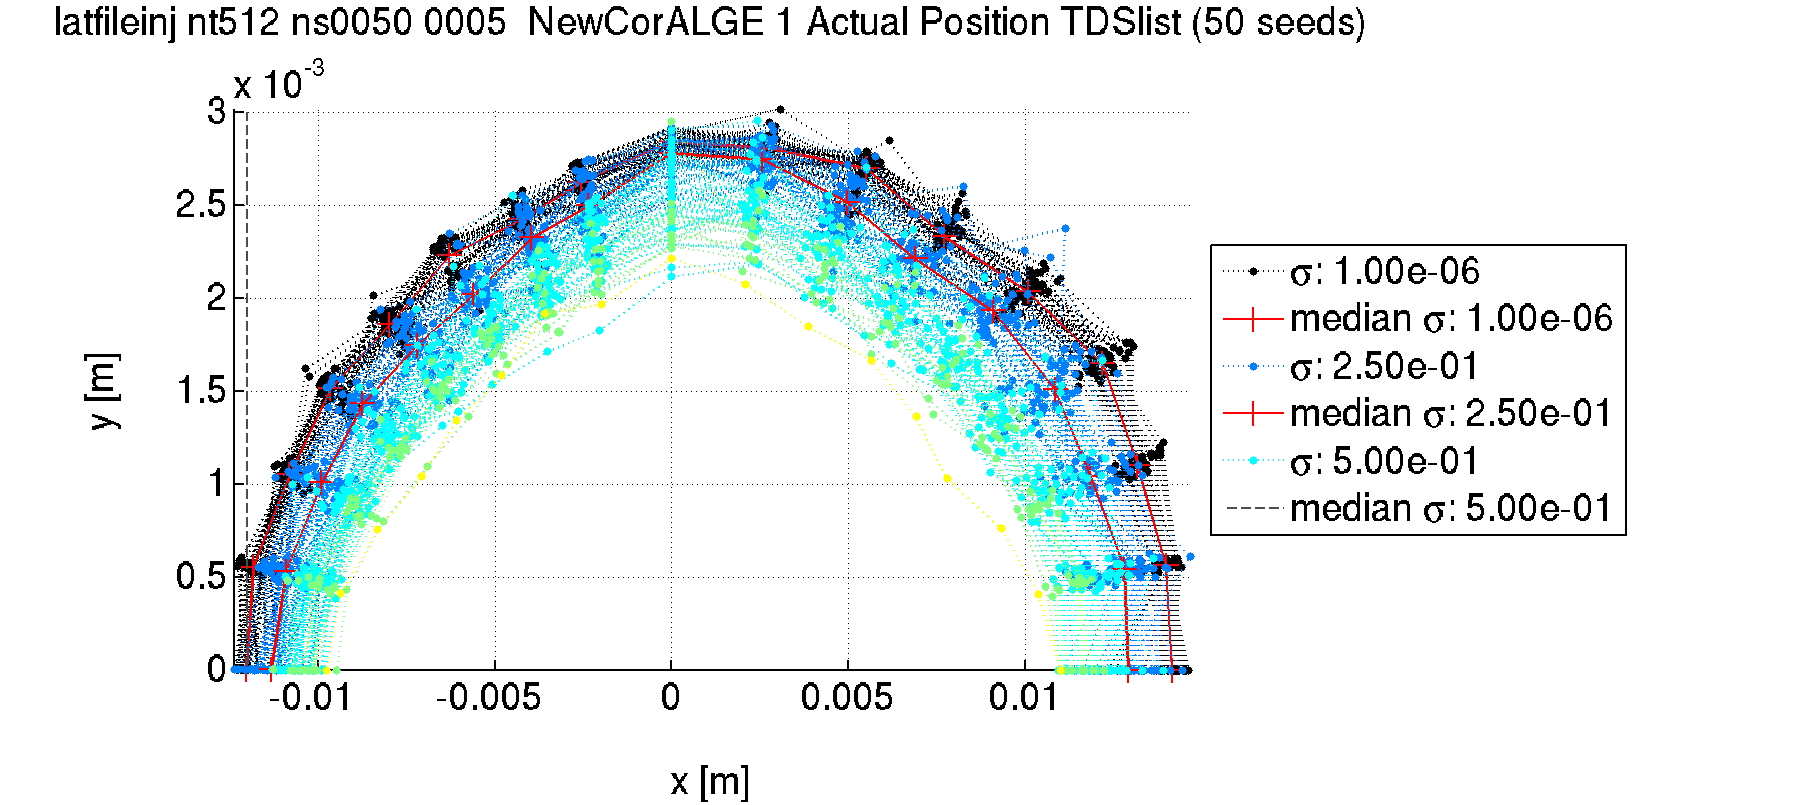 latfileinj nt512 ns0050 0005  NewCorALGE 1 Actual Position TDSlist (50 seeds)
x 10^-3
3
2.5
2
1.5
1
0.5
0
-0.01
-0.005
0
0.005
0.01
y [m]
x [m]
σ: 1.00e-06
median σ: 1.00e-06
σ: 2.50e-01
median σ: 2.50e-01
σ: 5.00e-01
median σ: 5.00e-01